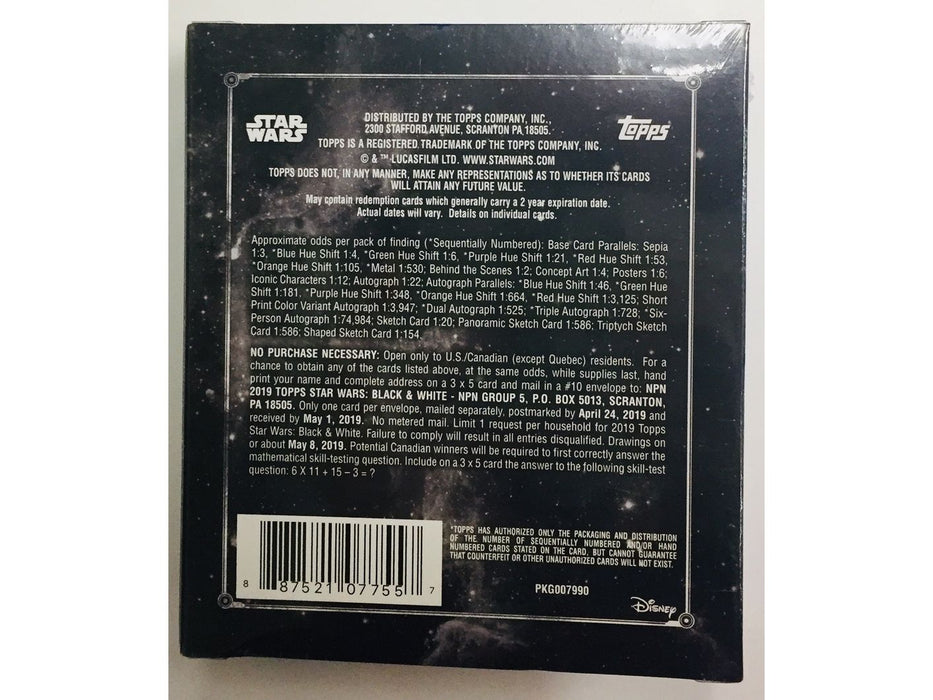 STAR
WARS
DISTRIBUTED BY THE TOPPS COMPANY, INC.,
2300 STAFFORD AVENUE, SCRANTON PA 18505.
topps
TOPPS IS A REGISTERED TRADEMARK OF THE TOPPS COMPANY, INC.
© & ™ LUCASFILM LTD. WWW.STARWARS.COM
TOPPS DOES NOT, IN ANY MANNER, MAKE ANY REPRESENTATIONS AS TO WHETHER ITS CARDS
WILL ATTAIN ANY FUTURE VALUE.
May contain redemption cards which generally carry a 2 year expiration date.
Actual dates will vary. Details on individual cards.
Approximate odds per pack of finding (*Sequentially Numbered): Base Card Parallels: Sepia
1:3, *Blue Hue Shift 1:4, *Green Hue Shift 1:6, *Purple Hue Shift 1:21, *Red Hue Shift 1:53,
*Orange Hue Shift 1:105, *Metal 1:530; Behind the Scenes 1:2; Concept Art 1:4; Posters 1:6;
Iconic Characters 1:12; Autograph 1:22; Autograph Parallels: *Blue Hue Shift 1:46, *Green Hue
Shift 1:181, *Purple Hue Shift 1:348, *Orange Hue Shift 1:664, *Red Hue Shift 1:3,125; Short
Print Color Variant Autograph 1:3,947; *Dual Autograph 1:525; *Triple Autograph 1:728; *Six-
Person Autograph 1:74,984; Sketch Card 1:20; Panoramic Sketch Card 1:586; Triptych Sketch
Card 1:586; Shaped Sketch Card 1:154.
NO PURCHASE NECESSARY: Open only to U.S./Canadian (except Quebec) residents. For a
chance to obtain any of the cards listed above, at the same odds, while supplies last, hand
print your name and complete address on a 3 x 5 card and mail in a #10 envelope to: NPN
2019 TOPPS STAR WARS: BLACK & WHITE - NPN GROUP 5, P.O. BOX 5013, SCRANTON,
PA 18505. Only one card per envelope, mailed separately, postmarked by April 24, 2019 and
received by May 1, 2019. No metered mail. Limit 1 request per household for 2019 Topps
Star Wars: Black & White. Failure to comply will result in all entries disqualified. Drawings on
or about May 8, 2019. Potential Canadian winners will be required to first correctly answer the
mathematical skill-testing question. Include on a 3 x 5 card the answer to the following skill-test
question: 6 X 11 + 15 – 3 = ?
*TOPPS HAS AUTHORIZED ONLY THE PACKAGING AND DISTRIBUTION
OF THE NUMBER OF SEQUENTIALLY NUMBERED AND/OR HAND
NUMBERED CARDS STATED ON THE CARD, BUT CANNOT GUARANTEE
THAT COUNTERFEIT OR OTHER UNAUTHORIZED CARDS WILL NOT EXIST.
8 87521 07755 7
PKG007990
Disney